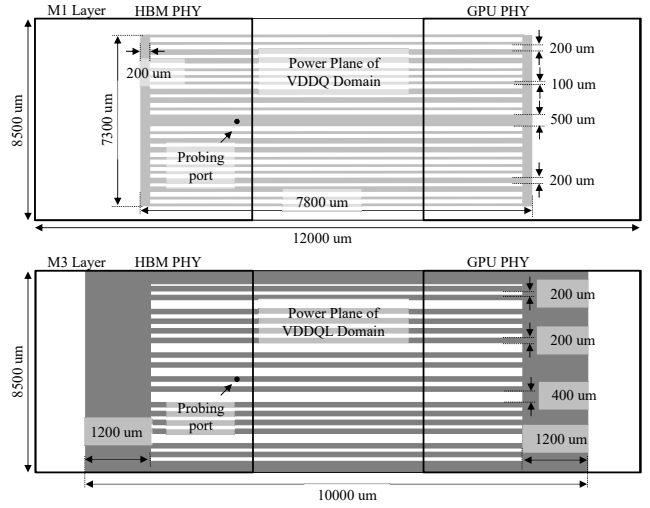 M1 Layer HBM PHY GPU PHY
200 um
Power Plane of
VDDQ Domain
200 um
100 um
8500 um
7300 um
500 um
Probing
port
200 um
7800 um
12000 um
M3 Layer HBM PHY GPU PHY
200 um
Power Plane of
VDDQL Domain
200 um
8500 um
400 um
Probing
port
1200 um
1200 um
10000 um